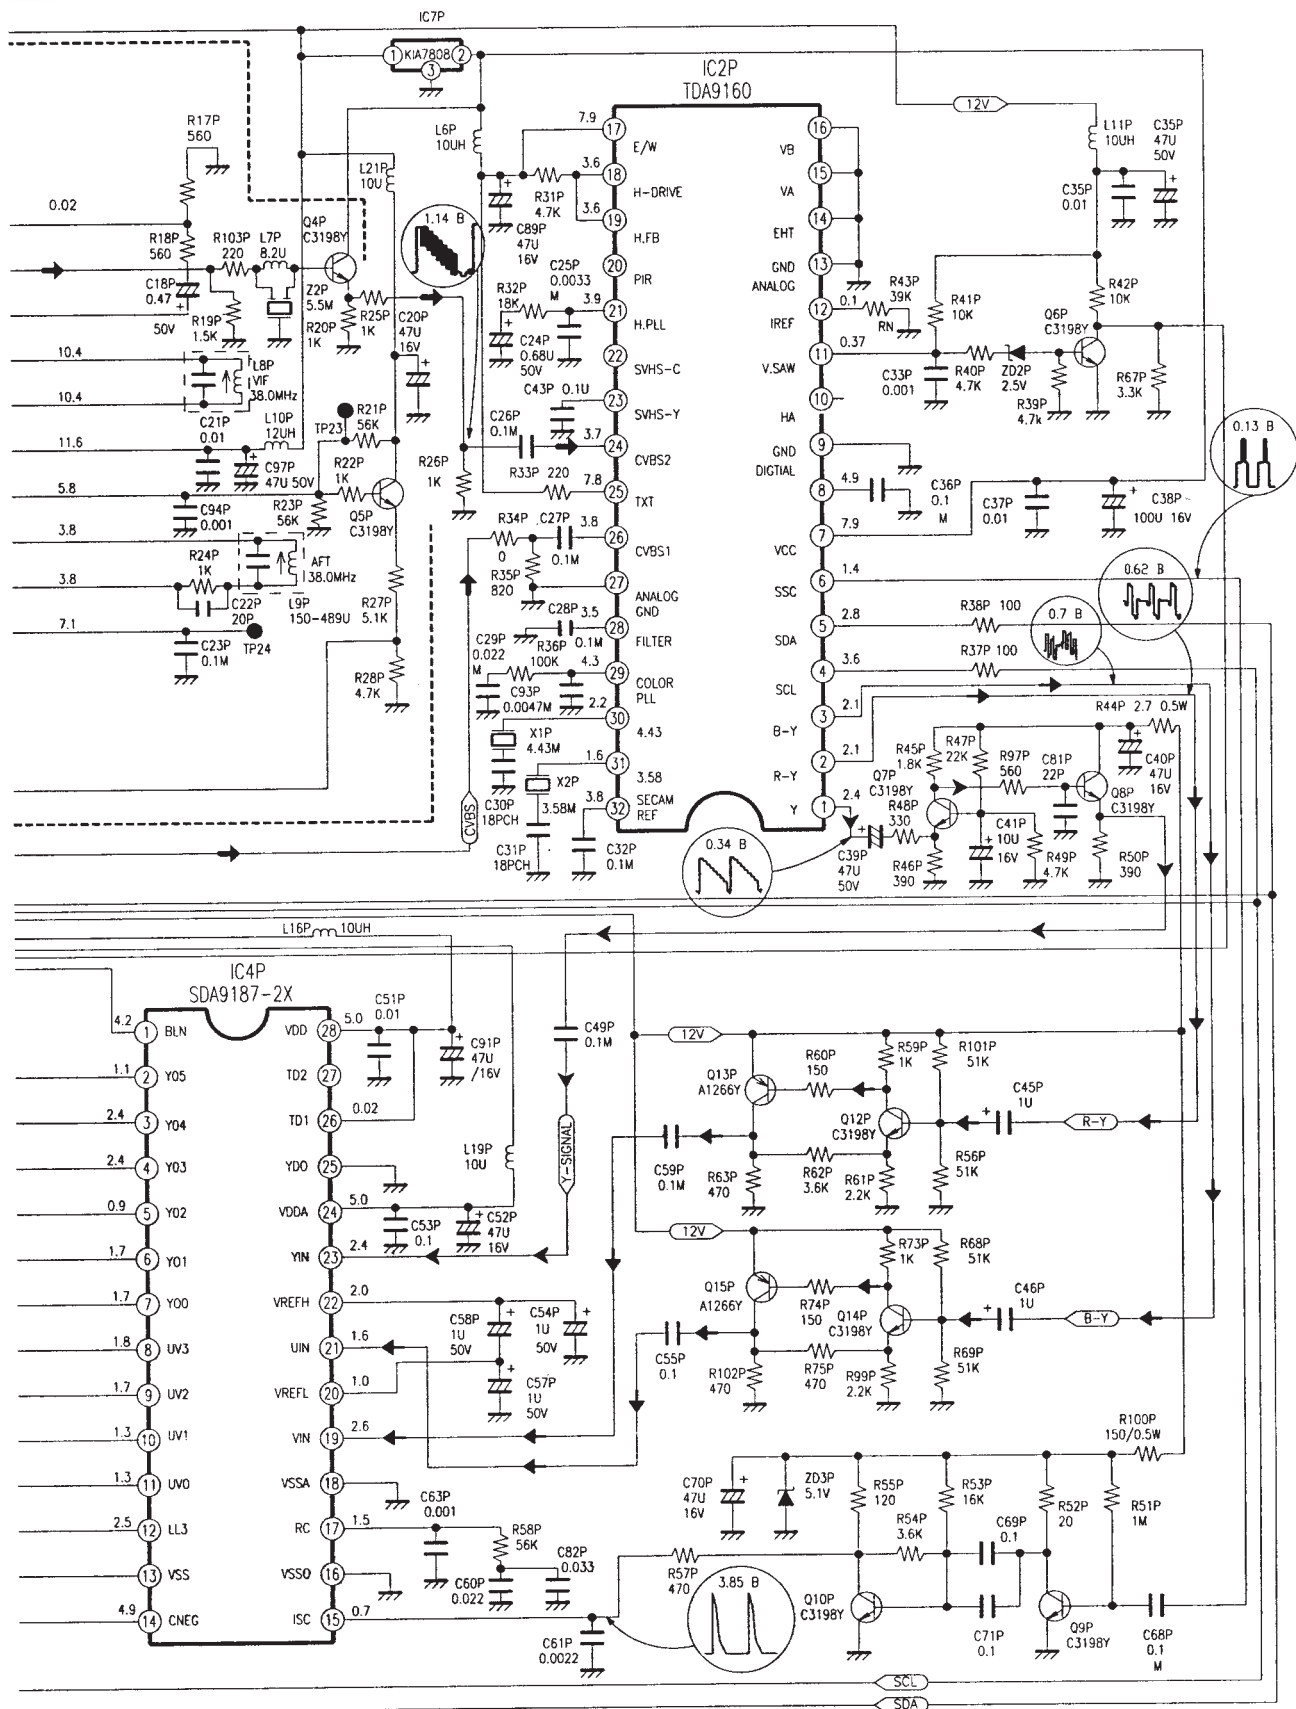 IC7P
1
KIA7808
2
3
IC2P
TDA9160
12V
R17P
560
0.02
R18P
560
C18P
0.47
50V
R103P
220
L7P
8.2U
R19P
1.5K
Z2P
5.5M
Q4P
C3198Y
R20P
1K
R25P
1K
L21P
10U
C20P
47U
16V
1.14 B
L6P
10UH
10.4
10.4
L8P
VIF
38.0MHz
C21P
0.01
L10P
12UH
11.6
C97P
47U 50V
TP23
R21P
56K
R22P
1K
5.8
C94P
0.001
R23P
56K
Q5P
C3198Y
3.8
R24P
1K
AFT
38.0MHz
3.8
C22P
20P
L9P
150-489U
R27P
5.1K
7.1
C23P
0.1M
TP24
R28P
4.7K
R26P
1K
CVBS
7.9
17
E/W
3.6
18
H-DRIVE
3.6
19
H.FB
20
PIR
3.9
21
H.PLL
22
SVHS-C
23
SVHS-Y
3.7
24
CVBS2
7.8
25
TXT
3.8
26
CVBS1
27
ANALOG
GND
3.5
28
FILTER
4.3
29
COLOR
PLL
2.2
30
4.43
1.6
31
3.58
3.8
32
SECAM
REF
R31P
4.7K
C89P
47U
16V
C25P
0.0033
M
R32P
18K
C24P
0.68U
50V
C43P 0.1U
C26P
0.1M
R33P 220
R34P
0
C27P
0.1M
R35P
820
C28P
0.1M
C29P
0.022
M
R36P
100K
C93P
0.0047M
X1P
4.43M
X2P
3.58M
C30P
18PCH
C31P
18PCH
C32P
0.1M
16
VB
15
VA
14
EHT
13
GND
ANALOG
12
0.1
IREF
11
0.37
V.SAW
10
HA
9
GND
DIGTIAL
8
4.9
7
7.9
VCC
6
1.4
SSC
5
2.8
SDA
4
3.6
SCL
3
2.1
B-Y
2
2.1
R-Y
1
2.4
Y
R43P
39K
RN
L11P
10UH
C35P
47U
50V
C35P
0.01
R41P
10K
R42P
10K
Q6P
C3198Y
R40P
4.7K
ZD2P
2.5V
C33P
0.001
R39P
4.7k
R67P
3.3K
0.13 B
C36P
0.1
M
C37P
0.01
C38P
100U 16V
0.62 B
0.7 B
R38P 100
R37P 100
R44P 2.7 0.5W
R45P
1.8K
R47P
22K
R97P
560
C81P
22P
C40P
47U
16V
Q7P
C3198Y
Q8P
C3198Y
R48P
330
C39P
47U
50V
R46P
390
C41P
10U
16V
R49P
4.7K
R50P
390
0.34 B
L16P 10UH
IC4P
SDA9187-2X
4.2
1
BLN
1.1
2
Y05
2.4
3
Y04
2.4
4
Y03
0.9
5
Y02
1.7
6
Y01
1.7
7
Y00
1.8
8
UV3
1.7
9
UV2
1.3
10
UV1
1.3
11
UV0
2.5
12
LL3
13
VSS
4.9
14
CNEG
VDD
28
5.0
TD2
27
TD1
26
0.02
YDO
25
VDDA
24
5.0
YIN
23
2.4
VREFH
22
2.0
UIN
21
1.6
VREFL
20
1.0
VIN
19
2.6
VSSA
18
RC
17
1.5
VSSO
16
ISC
15
0.7
C51P
0.01
C91P
47U
/16V
L19P
10U
C53P
0.1
C52P
47U
16V
C49P
0.1M
Y-SIGNAL
C58P
1U
50V
C54P
1U
50V
C57P
1U
50V
C63P
0.001
R58P
56K
C60P
0.022
C82P
0.033
C61P
0.0022
12V
Q13P
A1266Y
R60P
150
R59P
1K
R101P
51K
C45P
1U
R-Y
Q12P
C3198Y
C59P
0.1M
R63P
470
R62P
3.6K
R61P
2.2K
R56P
51K
12V
Q15P
A1266Y
R73P
1K
R68P
51K
R74P
150
Q14P
C3198Y
C46P
1U
B-Y
C55P
0.1
R102P
470
R75P
470
R99P
2.2K
R69P
51K
R100P
150/0.5W
C70P
47U
16V
ZD3P
5.1V
R55P
120
R53P
16K
R52P
20
R51P
1M
R54P
3.6K
C69P
0.1
R57P
470
3.85 B
Q10P
C3198Y
C71P
0.1
Q9P
C3198Y
C68P
0.1
M
SCL
SDA